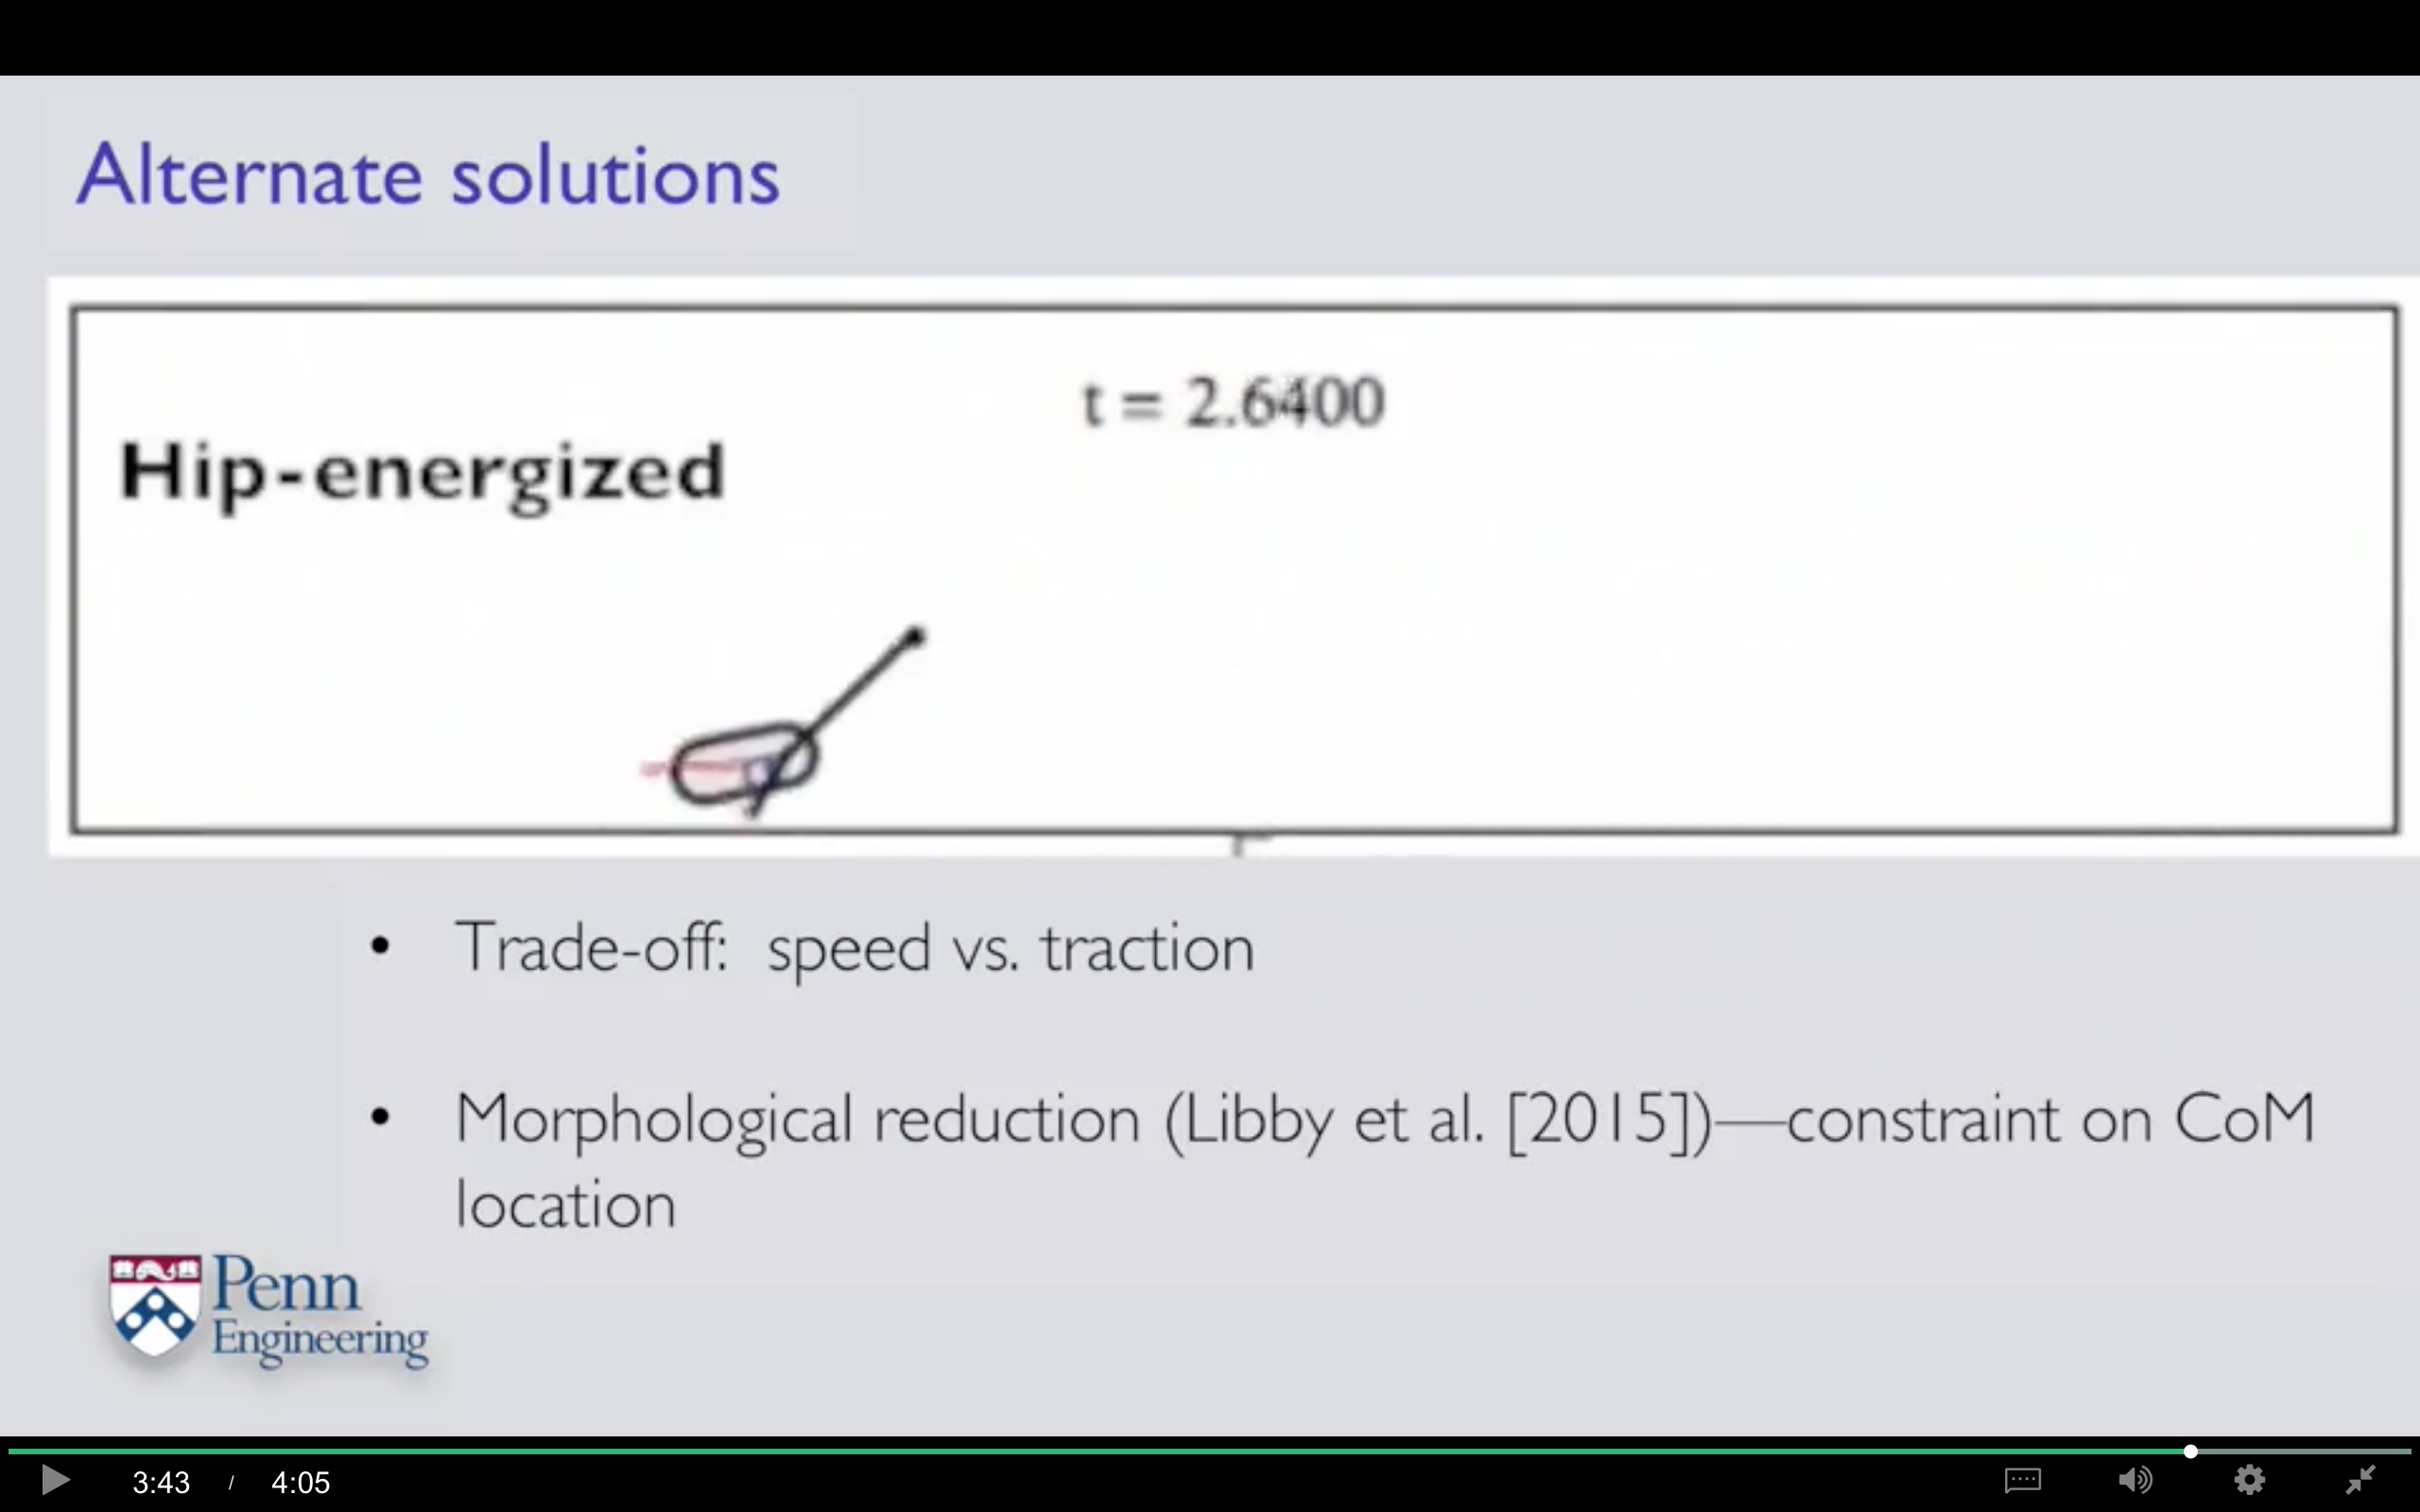 Alternate solutions
t = 2.6400
Hip-energized
• Trade-off: speed vs. traction
• Morphological reduction (Libby et al. [2015])—constraint on CoM
location
Penn
Engineering
3:43 / 4:05